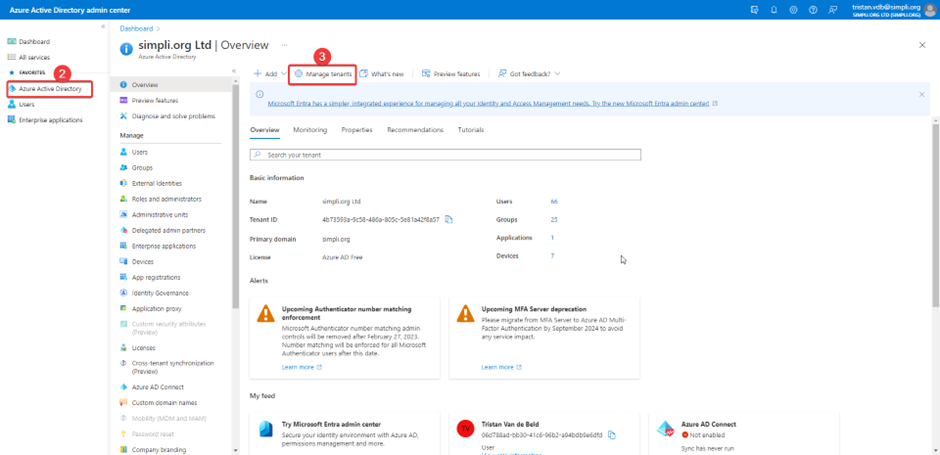 Azure Active Directory admin center
tristan.vdb@simpli.org
SIMPLI.ORG LTD (SIMPLI.ORG)
Dashboard
All services
FAVORITES
2
Azure Active Directory
Users
Enterprise applications
Dashboard >
simpli.org Ltd | Overview ...
Azure Active Directory
Overview
Preview features
Diagnose and solve problems
Manage
Users
Groups
External Identities
Roles and administrators
Administrative units
Delegated admin partners
Enterprise applications
Devices
App registrations
Identity Governance
Application proxy
Custom security attributes
(Preview)
Licenses
Cross-tenant synchronization
(Preview)
Azure AD Connect
Custom domain names
Mobility (MDM and MAM)
Password reset
Company branding
3
Add
Manage tenants
What's new
Preview features
Got feedback?
Microsoft Entra has a simpler, integrated experience for managing all your Identity and Access Management needs. Try the new Microsoft Entra admin center!
Overview
Monitoring
Properties
Recommendations
Tutorials
Search your tenant
Basic information
Name simpli.org Ltd Users 66
Tenant ID 4b73593a-9c58-486a-805c-5e81a42f8a57 Groups 25
Primary domain simpli.org Applications 1
License Azure AD Free Devices 7
Alerts
Upcoming Authenticator number matching
enforcement
Microsoft Authenticator number matching admin
controls will be removed after February 27, 2023.
Number matching will be enforced for all Microsoft
Authenticator users after this date.
Learn more
Upcoming MFA Server deprecation
Please migrate from MFA Server to Azure AD Multi-
Factor Authentication by September 2024 to avoid
any service impact.
Learn more
My feed
Try Microsoft Entra admin center
Secure your identity environment with Azure AD,
permissions management and more.
TV
Tristan Van de Beld
06d788ad-bb30-41c6-96b2-a94bdb9e6dfd
User
View role information
Azure AD Connect
Not enabled
Sync has never run